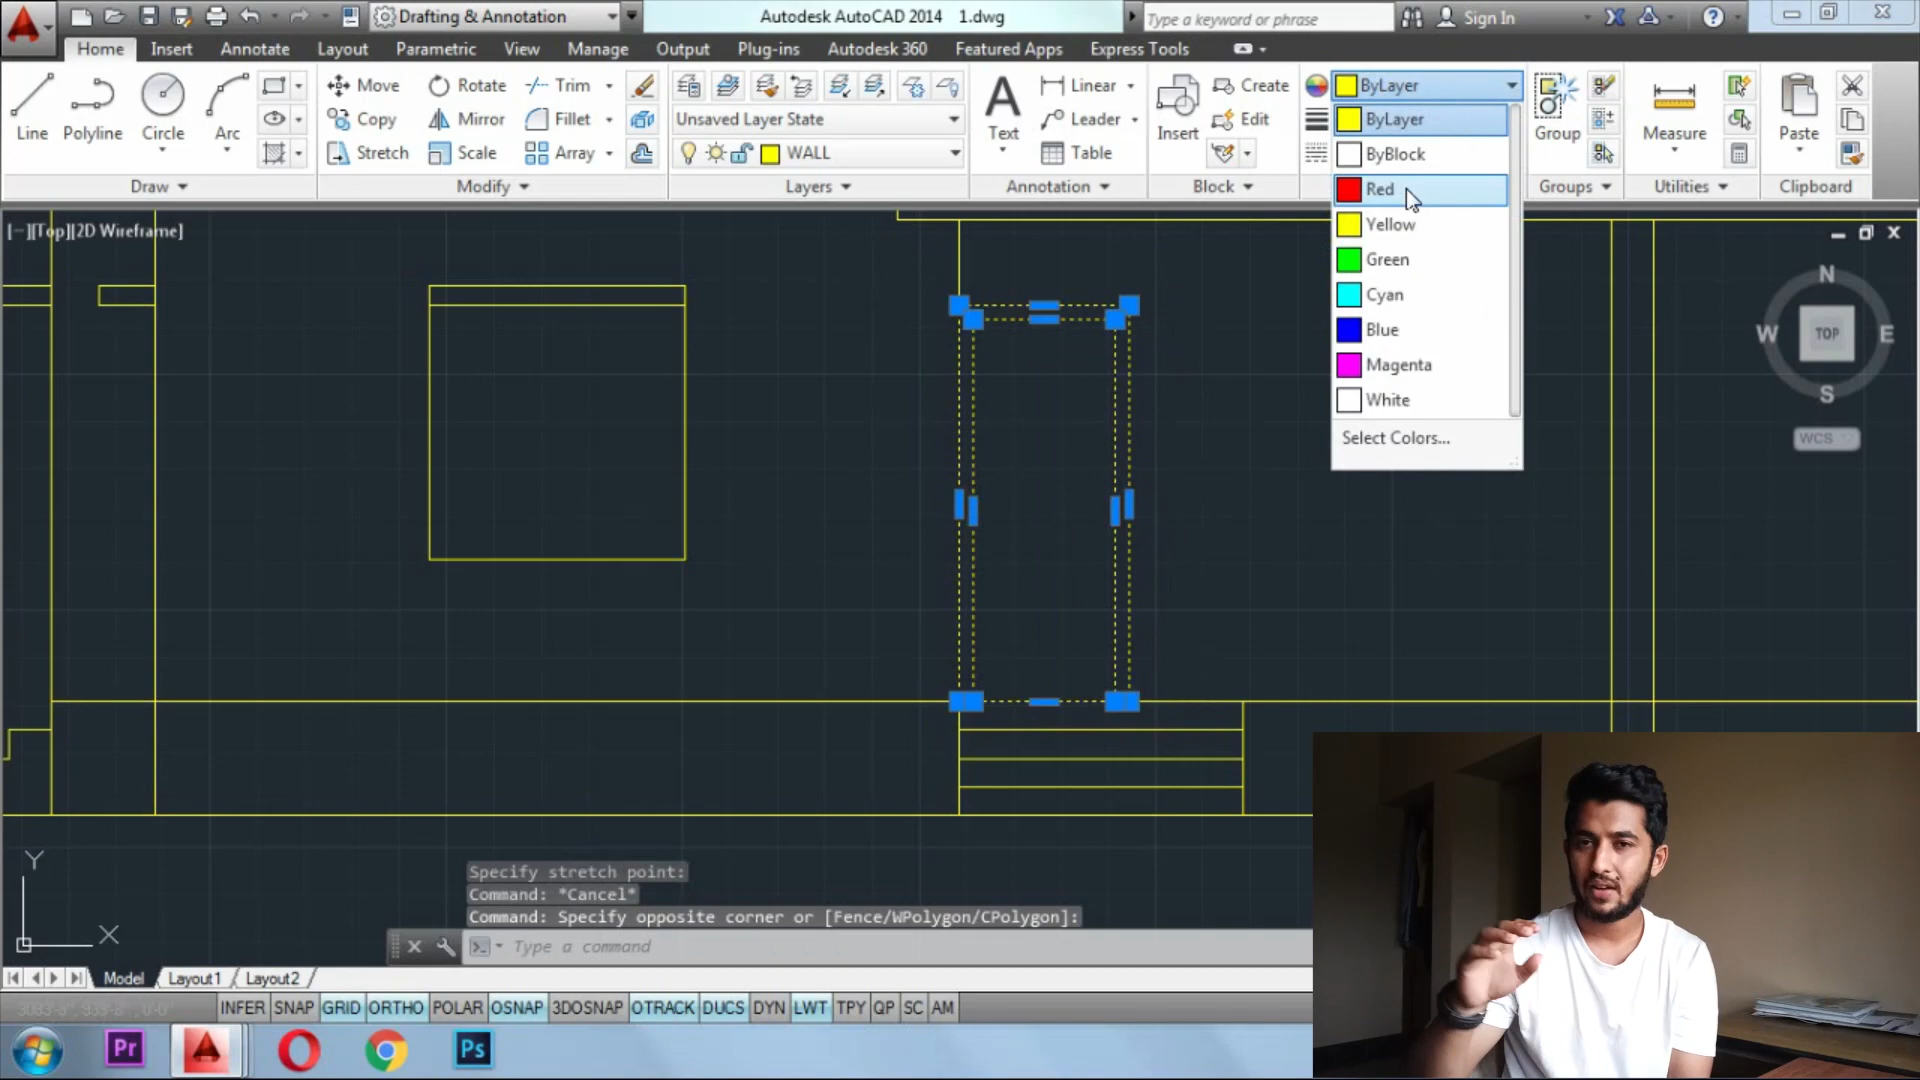 Drafting & Annotation
Autodesk AutoCAD 2014 1.dwg
Type a keyword or phrase
Sign In
Home Insert Annotate Layout Parametric View Manage Output Plug-ins Autodesk 360 Featured Apps Express Tools
Line
Polyline
Circle
Arc
Draw
Move Rotate Trim
Copy Mirror Fillet
Stretch Scale Array
Modify
Unsaved Layer State
WALL
Layers
A
Text
Linear
Leader
Table
Annotation
Insert
Create
Edit
Block
ByLayer
ByLayer
ByBlock
Red
Yellow
Green
Cyan
Blue
Magenta
White
Select Colors...
Group
Groups
Measure
Utilities
Paste
Clipboard
[−][Top][2D Wireframe]
N
W TOP E
S
WCS
Y
X
Specify stretch point:
Command: *Cancel*
Command: Specify opposite corner or [Fence/WPolygon/CPolygon]:
Type a command
Model Layout1 Layout2
INFER SNAP GRID ORTHO POLAR OSNAP 3DOSNAP OTRACK DUCS DYN LWT TPY QP SC AM
Pr
Ps